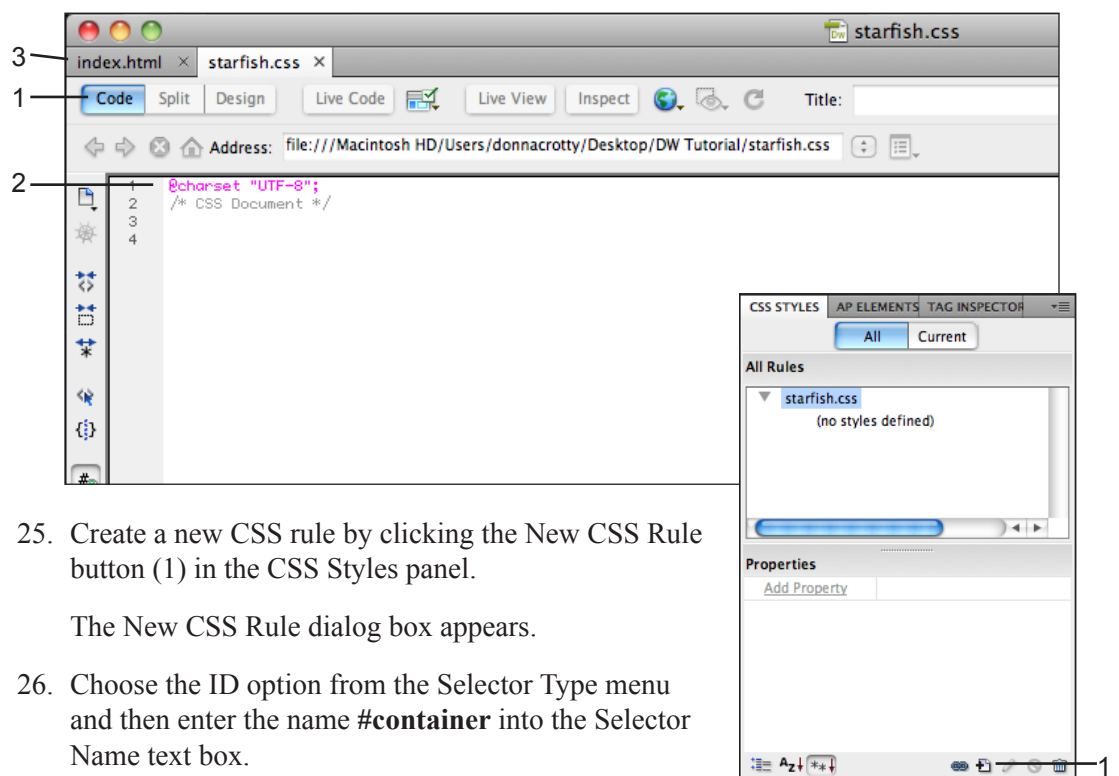 starfish.css
3
index.html × starfish.css ×
1
Code Split Design Live Code Live View Inspect Title:
Address: file:///Macintosh HD/Users/donnacrotty/Desktop/DW Tutorial/starfish.css
2
1 @charset "UTF-8";
2 /* CSS Document */
3
4
CSS STYLES AP ELEMENTS TAG INSPECTOR
All Current
All Rules
starfish.css
(no styles defined)
Properties
Add Property
1
25. Create a new CSS rule by clicking the New CSS Rule
button (1) in the CSS Styles panel.
The New CSS Rule dialog box appears.
26. Choose the ID option from the Selector Type menu
and then enter the name #container into the Selector
Name text box.